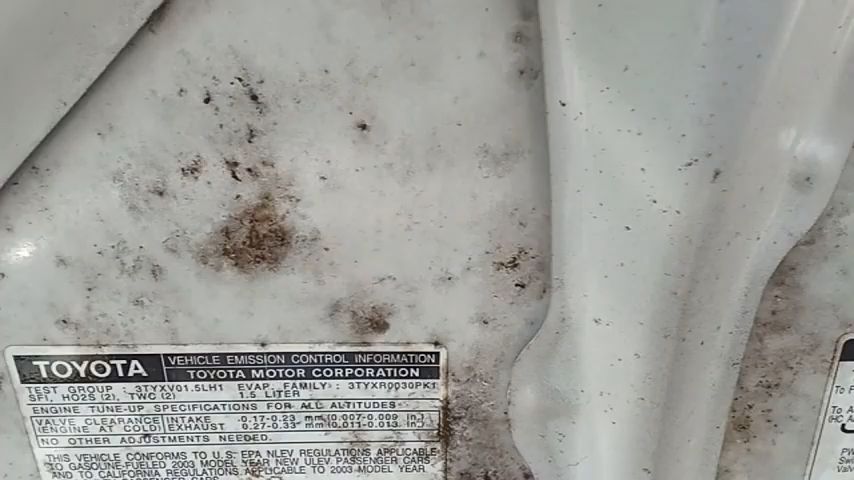 TOYOTA
VEHICLE EMISSION CONTROL INFORMATION
TOYOTA MOTOR CORPORATION
TEST GROUP : 3TYXV01.5LH1 EVAP. FAMILY : 3TYXR0030PK1
SFI, HO2S (2), TWC (2) 1.5 LITER
ENGINE TUNE-UP SPECIFICATIONS FOR ALL ALTITUDES
VALVE CLEARANCE INTAKE 0.17-0.23 mm (0.007-0.009 in.)
(ENGINE AT COLD) EXHAUST 0.27-0.33 mm (0.011-0.013 in.)
NO OTHER ADJUSTMENTS NEEDED.
THIS VEHICLE CONFORMS TO U.S. EPA NLEV REGULATIONS APPLICABLE
TO GASOLINE-FUELED 2003 MODEL YEAR NEW ULEV PASSENGER CARS
AND TO CALIFORNIA REGULATIONS APPLICABLE TO 2003 MODEL YEAR
PASSENGER CARS
To
To